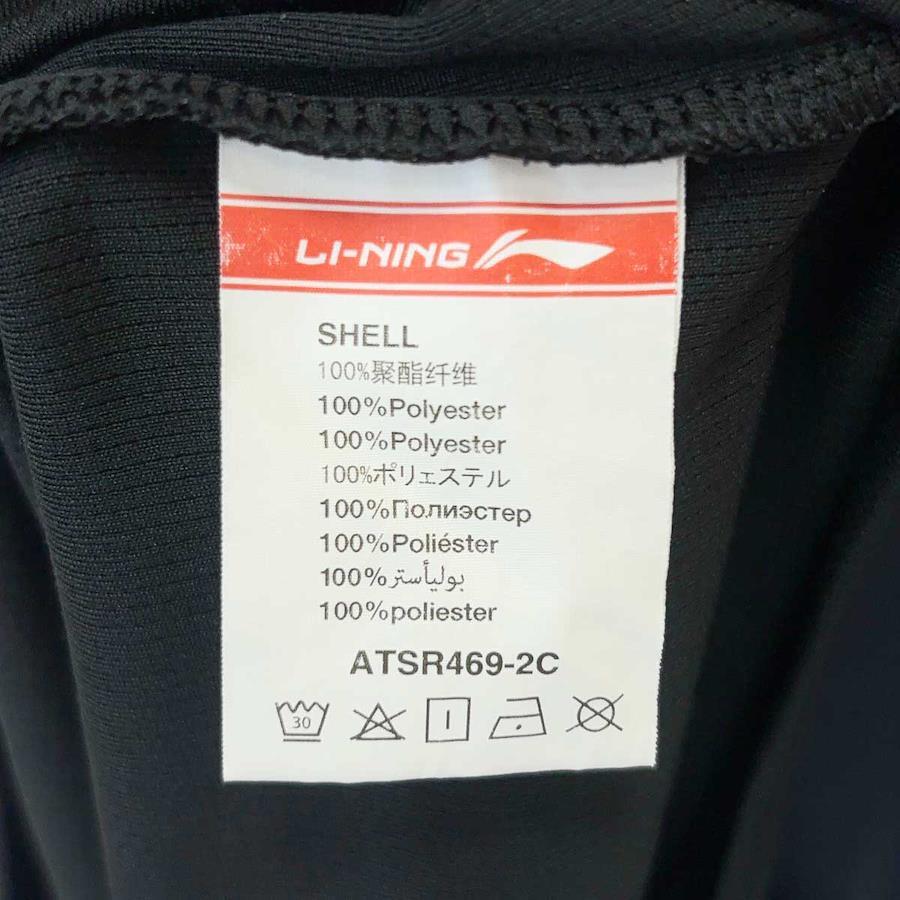 LI-NING
SHELL
100%聚酯纤维
100%Polyester
100%Polyester
100%ポリェステル
100%Полиэстер
100%Poliéster
100%بوليأستر
100%poliester
ATSR469-2C
30